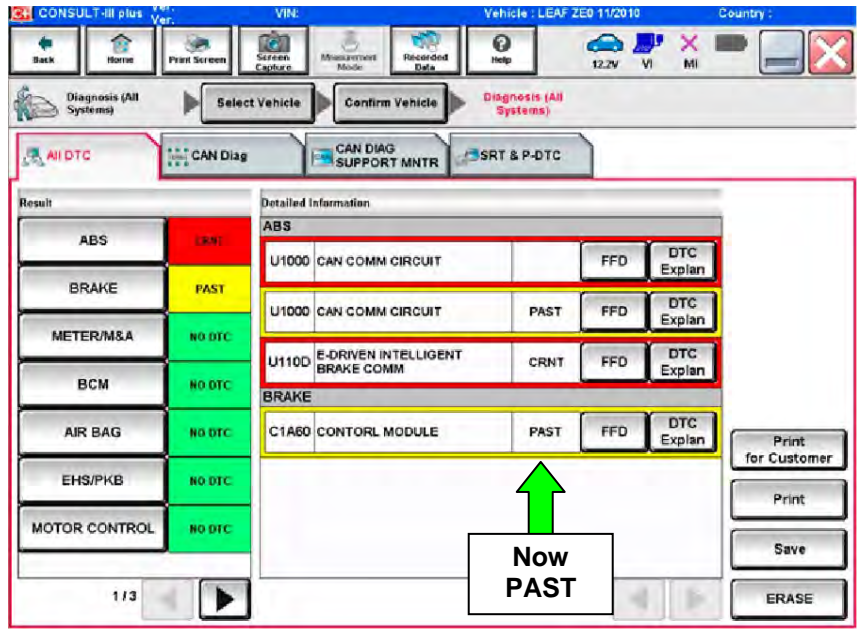 CONSULT-III plus Ver. Ver. VIN: Vehicle : LEAF ZE0 11/2010 Country :
Back Home Print Screen Screen Capture Measurement Mode Recorded Data Help 12.2V VI MI
Diagnosis (All Systems) Select Vehicle Confirm Vehicle Diagnosis (All Systems)
All DTC CAN Diag CAN DIAG SUPPORT MNTR SRT & P-DTC
Result
ABS CRNT
BRAKE PAST
METER/M&A NO DTC
BCM NO DTC
AIR BAG NO DTC
EHS/PKB NO DTC
MOTOR CONTROL NO DTC
1/3
Detailed Information
ABS
U1000 CAN COMM CIRCUIT FFD DTC Explan
U1000 CAN COMM CIRCUIT PAST FFD DTC Explan
U110D E-DRIVEN INTELLIGENT BRAKE COMM CRNT FFD DTC Explan
BRAKE
C1A60 CONTORL MODULE PAST FFD DTC Explan
Now
PAST
Print
for Customer
Print
Save
ERASE